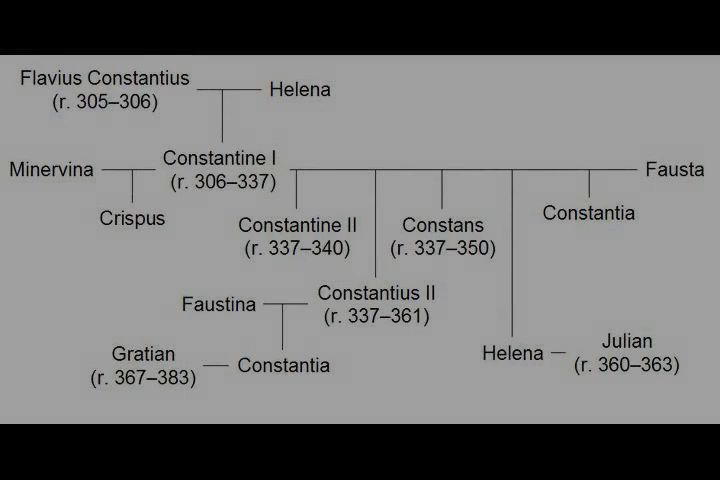 Flavius Constantius
(r. 305–306)
Helena
Minervina
Constantine I
(r. 306–337)
Fausta
Crispus
Constantine II
(r. 337–340)
Constans
(r. 337–350)
Constantia
Faustina
Constantius II
(r. 337–361)
Gratian
(r. 367–383)
Constantia
Helena
Julian
(r. 360–363)